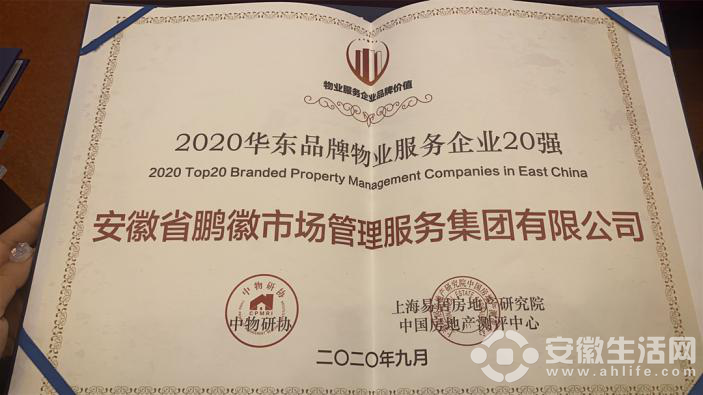 物业服务企业品牌价值
2020华东品牌物业服务企业20强
2020 Top20 Branded Property Management Companies in East China
安徽省鹏徽市场管理服务集团有限公司
中物研协
CPMRI
中物研协
上海易居房地产研究院
中国房地产测评中心
二〇二〇年九月
安徽生活网
www.ahlife.com